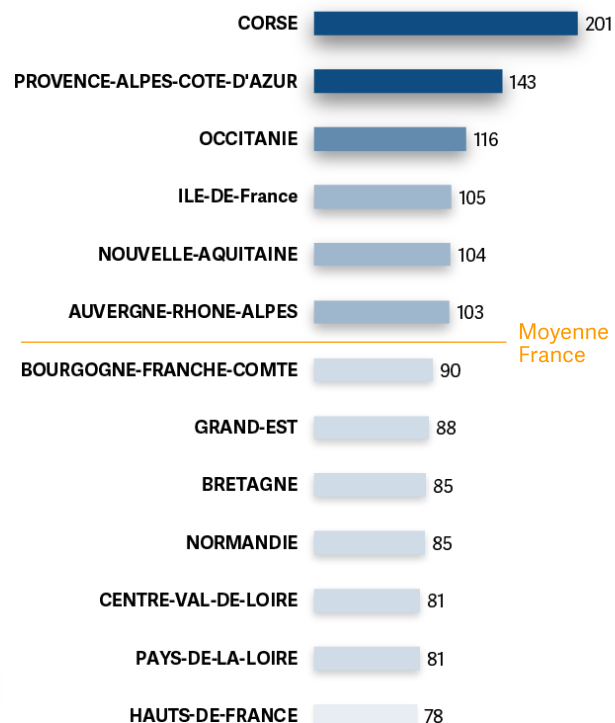 CORSE 201
PROVENCE-ALPES-COTE-D'AZUR 143
OCCITANIE 116
ILE-DE-France 105
NOUVELLE-AQUITAINE 104
AUVERGNE-RHONE-ALPES 103
Moyenne
France
BOURGOGNE-FRANCHE-COMTE 90
GRAND-EST 88
BRETAGNE 85
NORMANDIE 85
CENTRE-VAL-DE-LOIRE 81
PAYS-DE-LA-LOIRE 81
HAUTS-DE-FRANCE 78